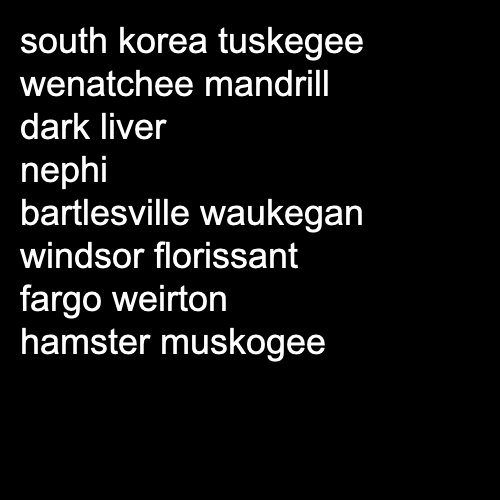 south korea tuskegee
wenatchee mandrill
dark liver
nephi
bartlesville waukegan
windsor florissant
fargo weirton
hamster muskogee